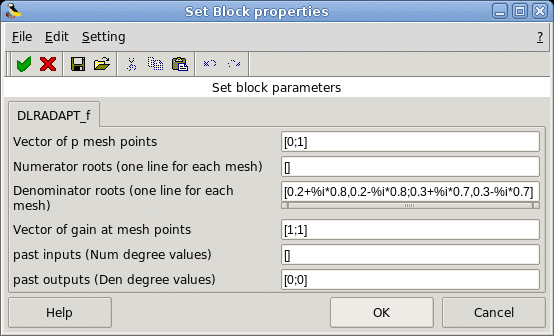 Set Block properties
File Edit Setting ?
Set block parameters
DLRADAPT_f
Vector of p mesh points [0;1]
Numerator roots (one line for each mesh) []
Denominator roots (one line for each [0.2+%i*0.8,0.2-%i*0.8;0.3+%i*0.7,0.3-%i*0.7]
mesh)
Vector of gain at mesh points [1;1]
past inputs (Num degree values) []
past outputs (Den degree values) [0;0]
Help OK Cancel